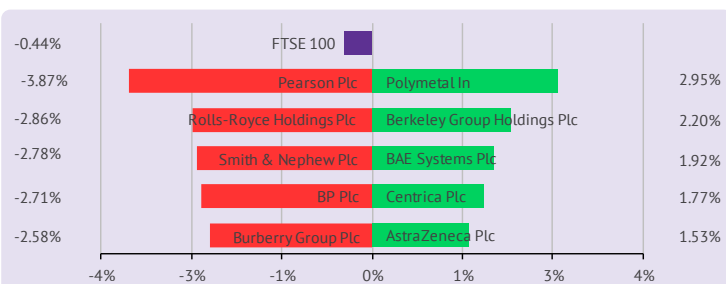 -0.44% FTSE 100
-3.87% Pearson Plc Polymetal In 2.95%
-2.86% Rolls-Royce Holdings Plc Berkeley Group Holdings Plc 2.20%
-2.78% Smith & Nephew Plc BAE Systems Plc 1.92%
-2.71% BP Plc Centrica Plc 1.77%
-2.58% Burberry Group Plc AstraZeneca Plc 1.53%
-4% -3% -1% 0% 1% 3% 4%